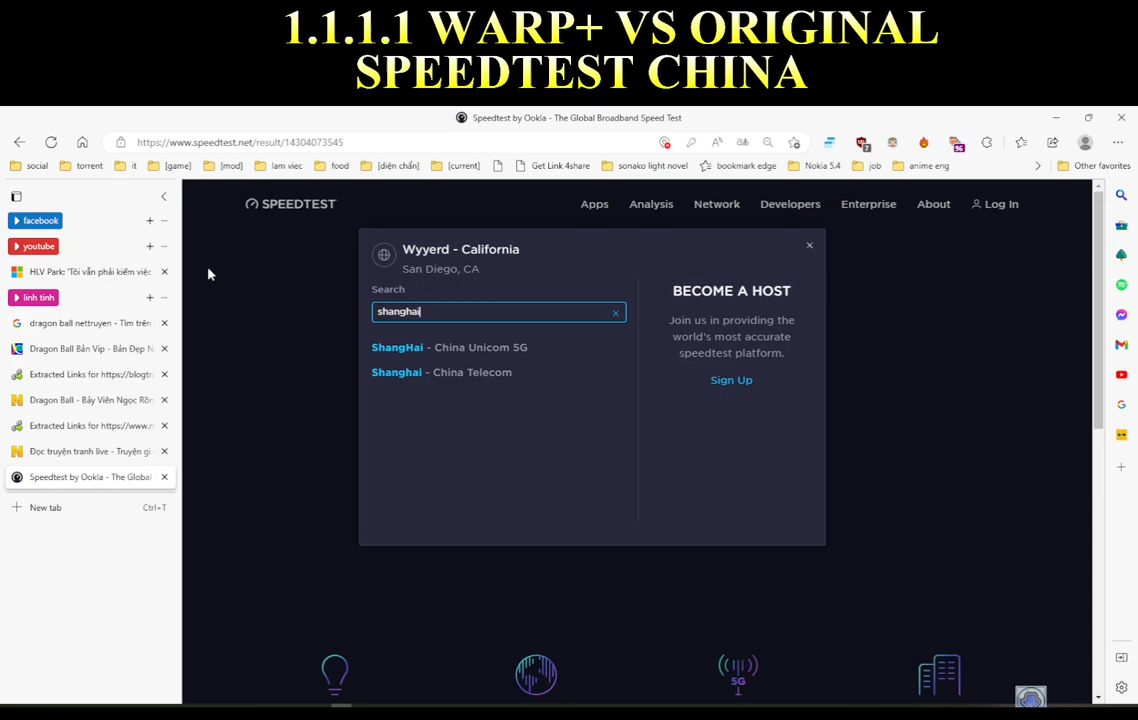 1.1.1.1 WARP+ VS ORIGINAL
SPEEDTEST CHINA
Speedtest by Ookla - The Global Broadband Speed Test
https://www.speedtest.net/result/14304073545
7
96
social
torrent
it
[game]
[mod]
lam viec
food
[diện chẩn]
[current]
Get Link 4share
sonako light novel
bookmark edge
Nokia 5.4
job
anime eng
Other favorites
facebook
youtube
HLV Park: 'Tôi vẫn phải kiếm việc
linh tinh
dragon ball nettruyen - Tìm trên
Dragon Ball Bản Vip - Bản Đẹp N
Extracted Links for https://blogtr
Dragon Ball - Bảy Viên Ngọc Rồn
Extracted Links for https://www.n
Đọc truyện tranh live - Truyện gì
Speedtest by Ookla - The Global
New tab
Ctrl+T
SPEEDTEST
Apps
Analysis
Network
Developers
Enterprise
About
Log In
Wyyerd - California
San Diego, CA
Search
shanghai
ShangHai - China Unicom 5G
Shanghai - China Telecom
BECOME A HOST
Join us in providing the
world's most accurate
speedtest platform.
Sign Up
5G